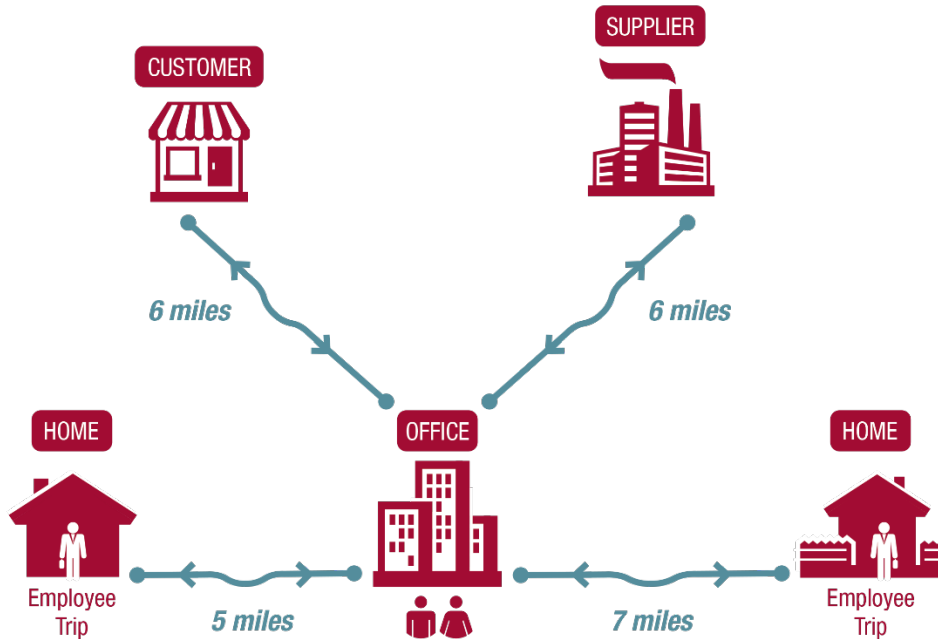 SUPPLIER
CUSTOMER
6 miles
6 miles
HOME
OFFICE
HOME
Employee
Trip
5 miles
7 miles
Employee
Trip